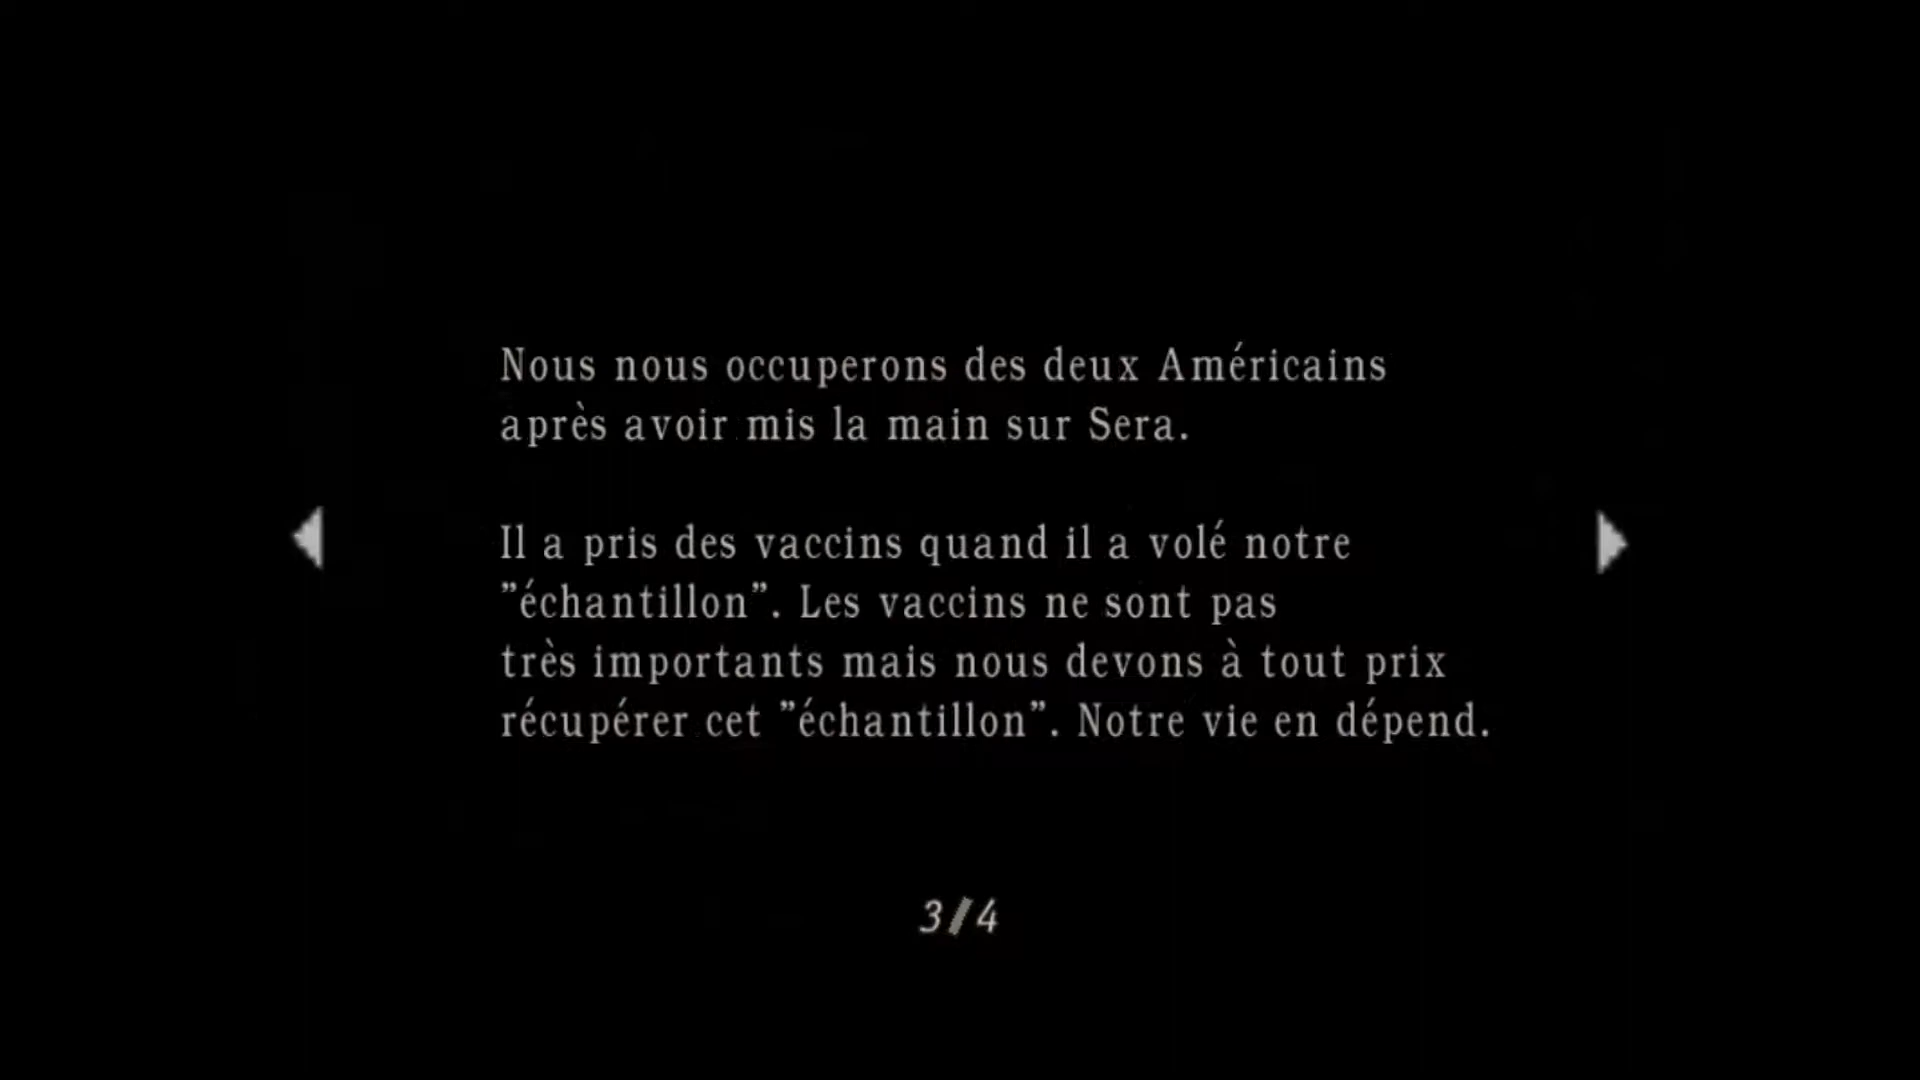 Nous nous occuperons des deux Américains
après avoir mis la main sur Sera.
Il a pris des vaccins quand il a volé notre
”échantillon”. Les vaccins ne sont pas
très importants mais nous devons à tout prix
récupérer cet ”échantillon”. Notre vie en dépend.
3/4